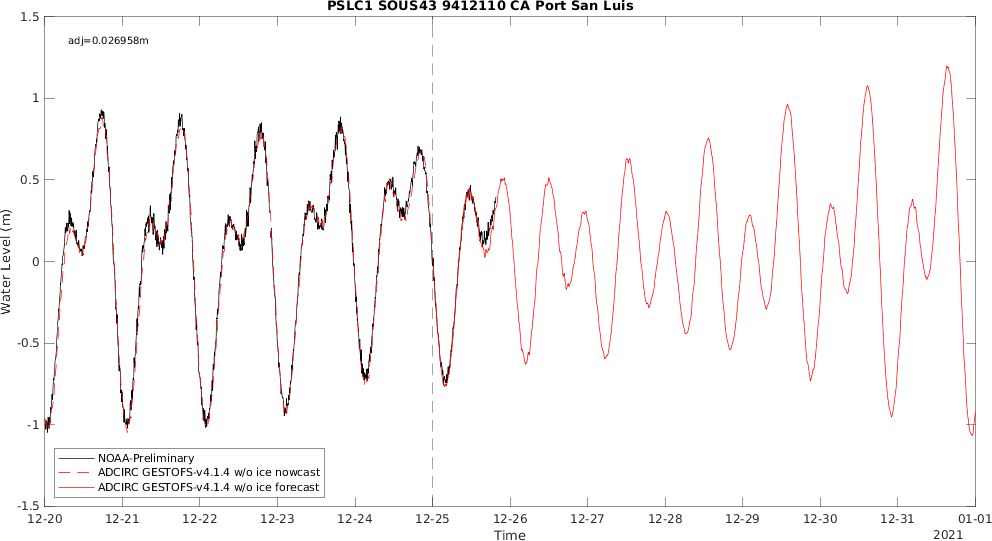 PSLC1 SOUS43 9412110 CA Port San Luis
adj=0.026958m
1.5
1
0.5
0
-0.5
-1
-1.5
Water Level (m)
NOAA-Preliminary
ADCIRC GESTOFS-v4.1.4 w/o ice nowcast
ADCIRC GESTOFS-v4.1.4 w/o ice forecast
12-20 12-21 12-22 12-23 12-24 12-25 12-26 12-27 12-28 12-29 12-30 12-31 01-01
Time
2021